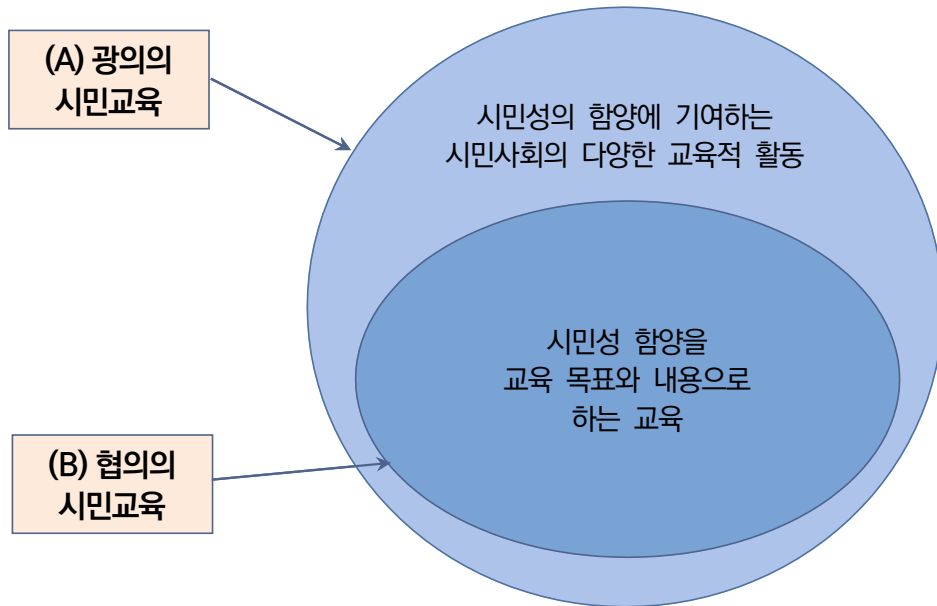 (A) 광의의
시민교육
시민성의 함양에 기여하는
시민사회의 다양한 교육적 활동
시민성 함양을
교육 목표와 내용으로
하는 교육
(B) 협의의
시민교육